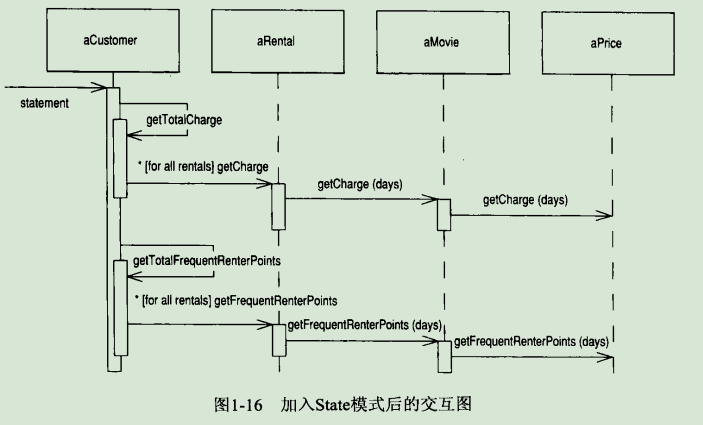 aCustomer aRental aMovie aPrice
statement
getTotalCharge
* [for all rentals] getCharge
getCharge (days)
getCharge (days)
getTotalFrequentRenterPoints
* [for all rentals] getFrequentRenterPoints
getFrequentRenterPoints (days)
getFrequentRenterPoints (days)
图1-16 加入State模式后的交互图